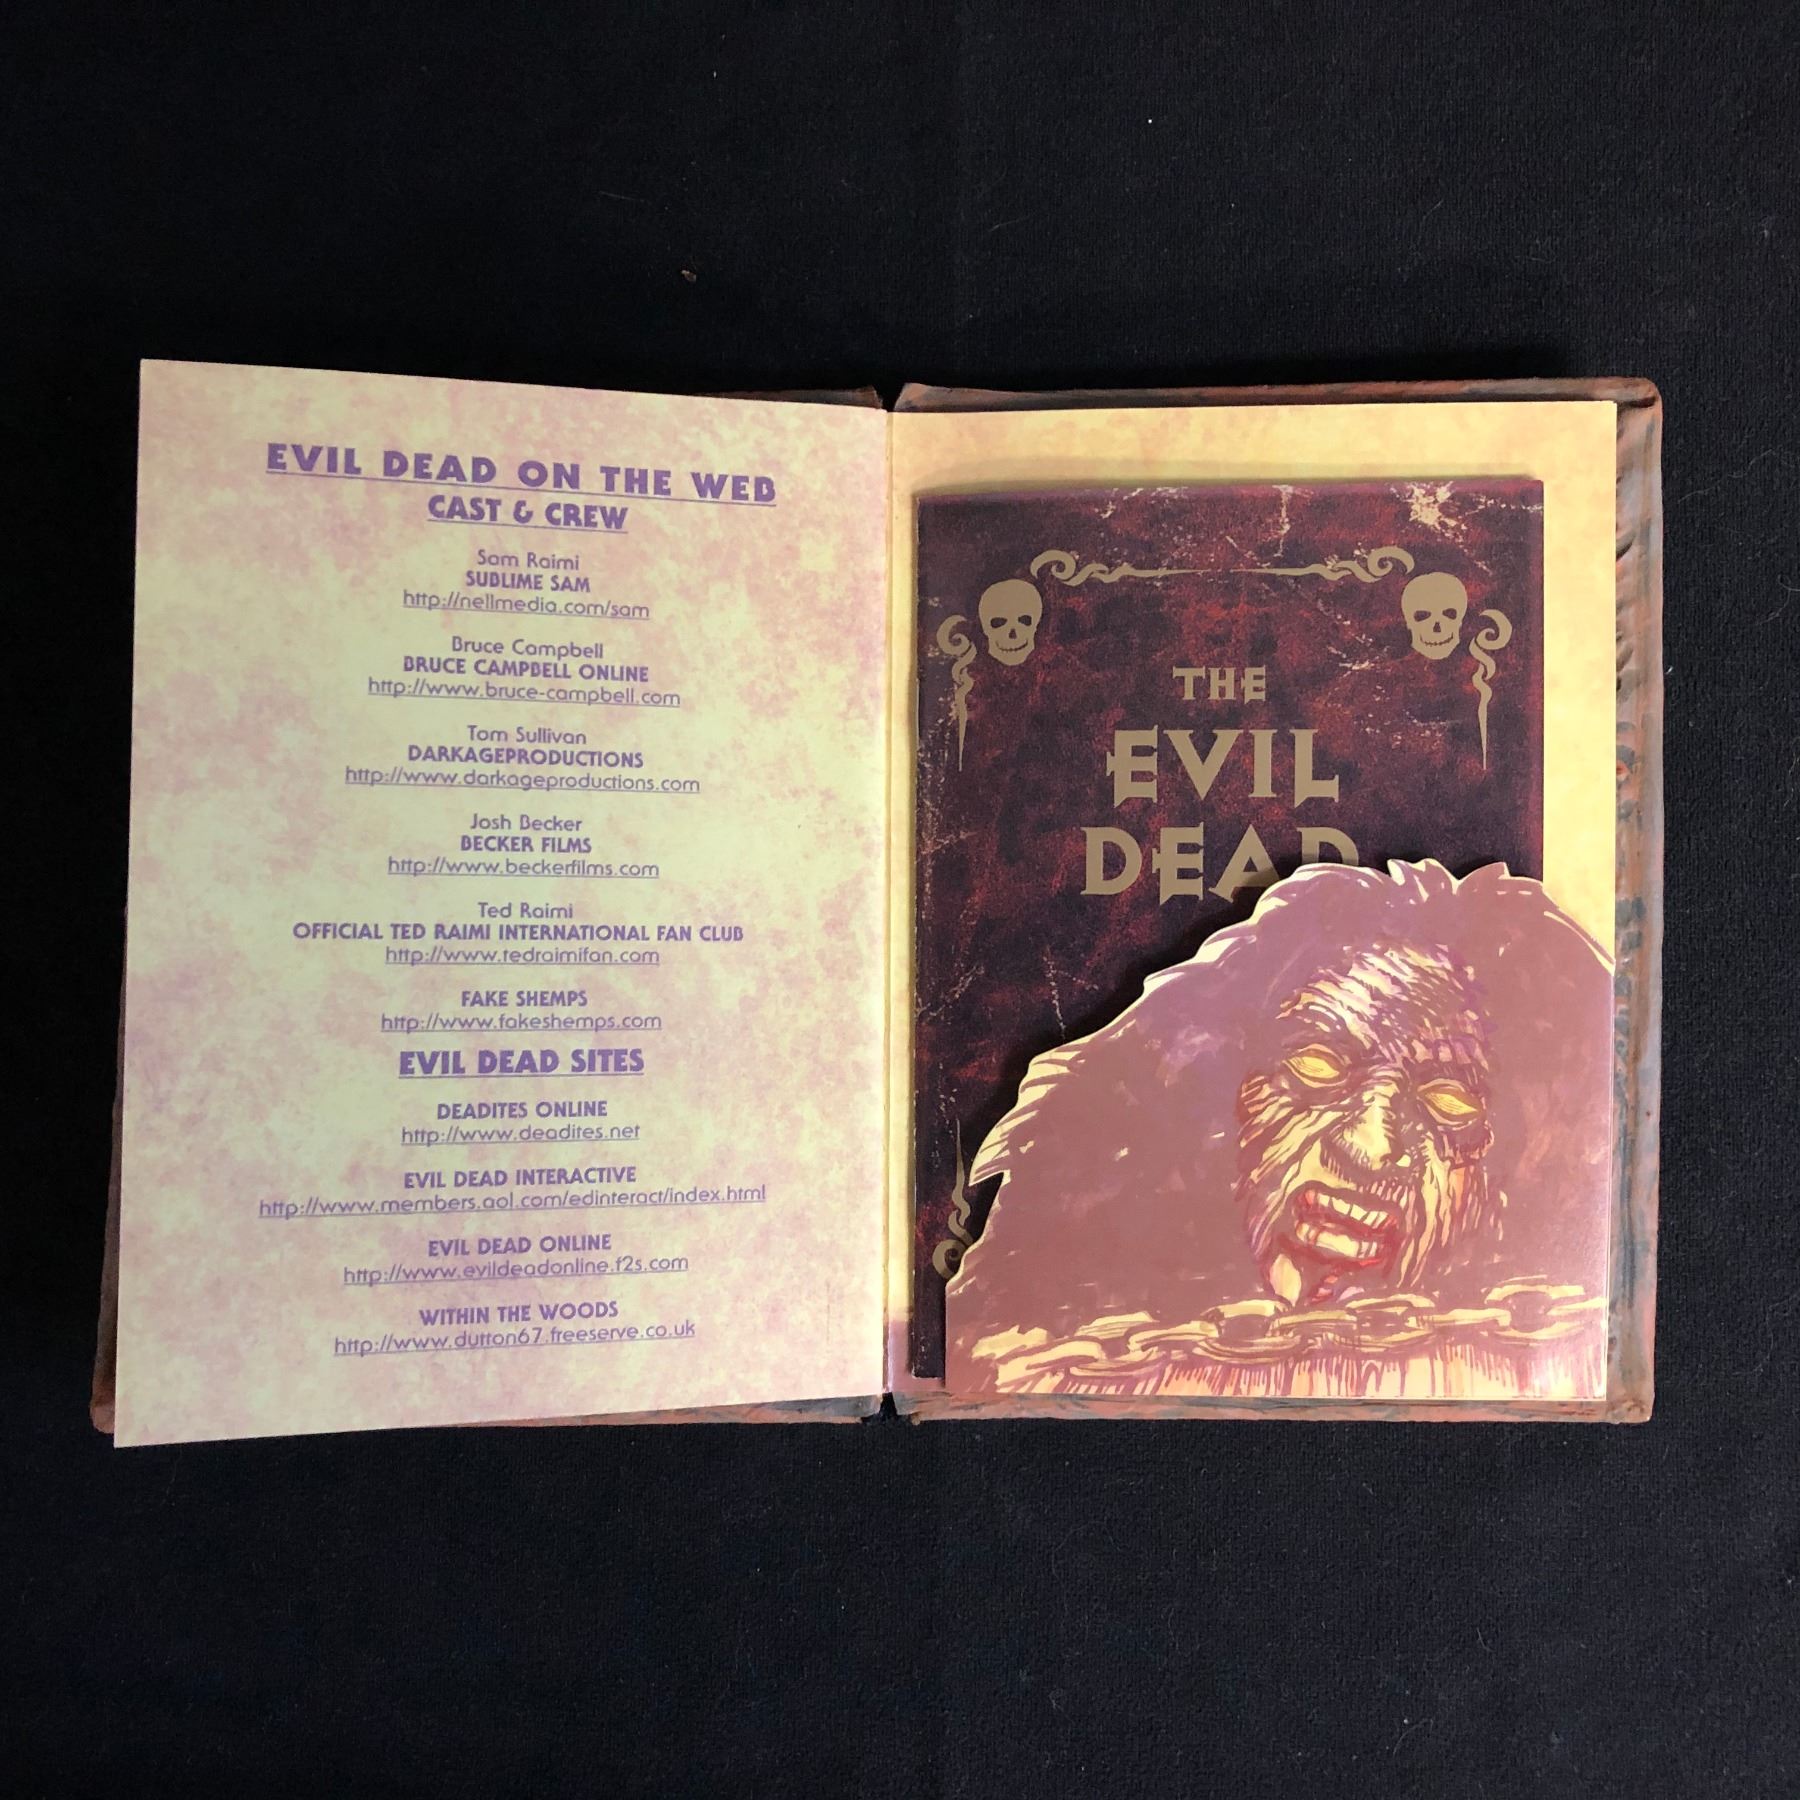 EVIL DEAD ON THE WEB
CAST & CREW
Sam Raimi
SUBLIME SAM
http://nellmedia.com/sam
Bruce Campbell
BRUCE CAMPBELL ONLINE
http://www.bruce-campbell.com
Tom Sullivan
DARKAGEPRODUCTIONS
http://www.darkageproductions.com
Josh Becker
BECKER FILMS
http://www.beckerfilms.com
Ted Raimi
OFFICIAL TED RAIMI INTERNATIONAL FAN CLUB
http://www.tedraimifan.com
FAKE SHEMPS
http://www.fakeshemps.com
EVIL DEAD SITES
DEADITES ONLINE
http://www.deadites.net
EVIL DEAD INTERACTIVE
http://www.members.aol.com/edinteract/index.html
EVIL DEAD ONLINE
http://www.evildeadonline.f2s.com
WITHIN THE WOODS
http://www.dutton67.freeserve.co.uk
THE
EVIL
DEAD